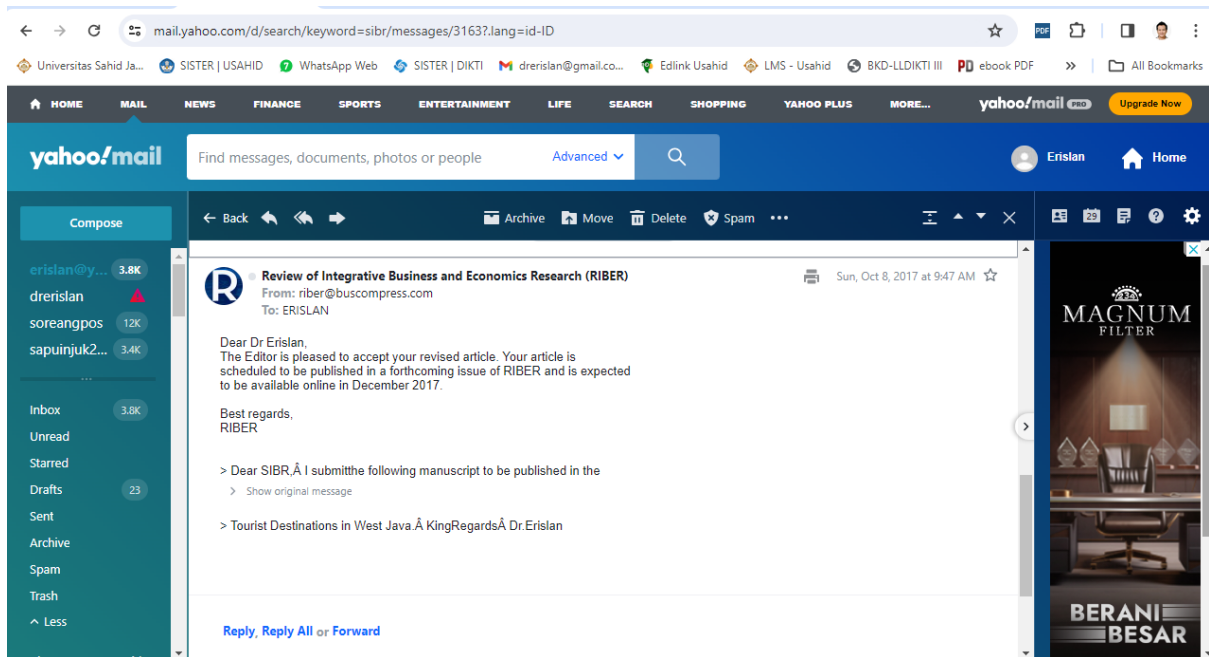 mail.yahoo.com/d/search/keyword=sibr/messages/3163?.lang=id-ID
PDF
Universitas Sahid Ja... SISTER | USAHID WhatsApp Web SISTER | DIKTI drerislan@gmail.co... Edlink Usahid LMS - Usahid BKD-LLDIKTI III PD ebook PDF » All Bookmarks
HOME MAIL NEWS FINANCE SPORTS ENTERTAINMENT LIFE SEARCH SHOPPING YAHOO PLUS MORE... yahoo!mail PRO Upgrade Now
yahoo!mail Find messages, documents, photos or people Advanced Erislan Home
Compose Back Archive Move Delete Spam ••• 29
erislan@y... 3.8K
drerislan
soreangpos 12K
sapuinjuk2... 3.4K
Inbox 3.8K
Unread
Starred
Drafts 23
Sent
Archive
Spam
Trash
Less
R
Review of Integrative Business and Economics Research (RIBER) Sun, Oct 8, 2017 at 9:47 AM
From: riber@buscompress.com
To: ERISLAN
Dear Dr Erislan,
The Editor is pleased to accept your revised article. Your article is
scheduled to be published in a forthcoming issue of RIBER and is expected
to be available online in December 2017.
Best regards,
RIBER
> Dear SIBR,Â I submitthe following manuscript to be published in the
> Show original message
> Tourist Destinations in West Java.Â KingRegardsÂ Dr.Erislan
Reply, Reply All or Forward
234
MAGNUM
FILTER
BERANI
BESAR